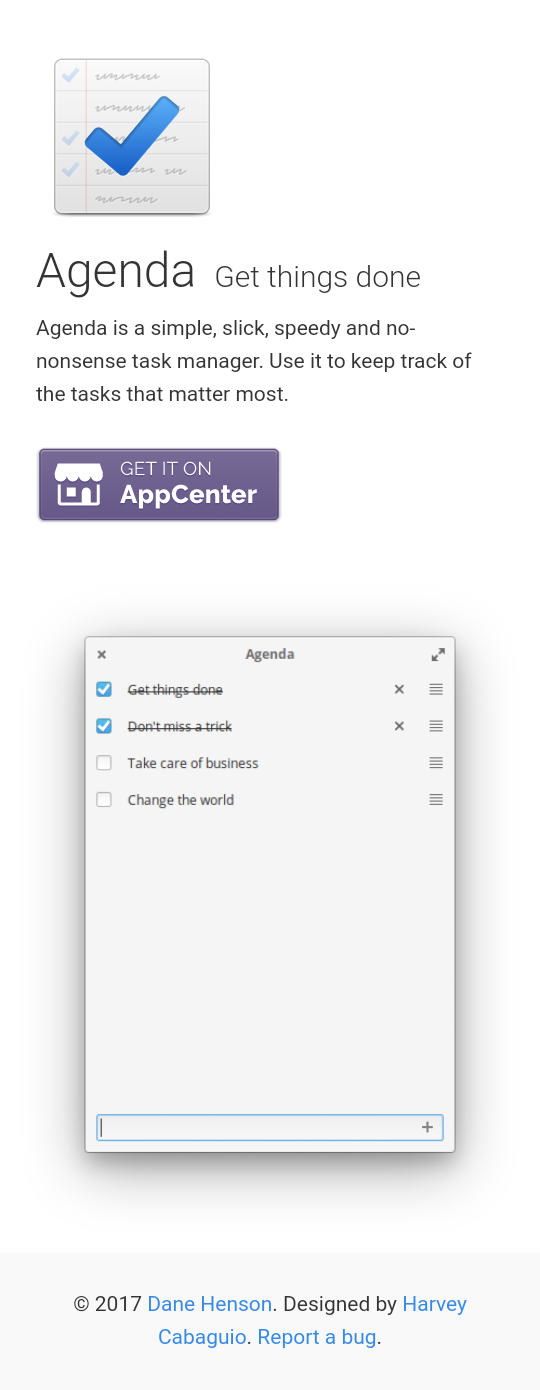 Agenda Get things done
Agenda is a simple, slick, speedy and no-
nonsense task manager. Use it to keep track of
the tasks that matter most.
GET IT ON
AppCenter
Agenda
Get things done
Don't miss a trick
Take care of business
Change the world
© 2017 Dane Henson. Designed by Harvey
Cabaguio. Report a bug.